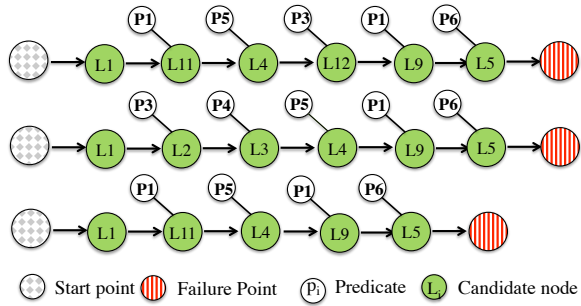 P1 P5 P3 P1 P6
L1 L11 L4 L12 L9 L5
P3 P4 P5 P1 P6
L1 L2 L3 L4 L9 L5
P1 P5 P1 P6
L1 L11 L4 L9 L5
Start point Failure Point Pi Predicate Li Candidate node